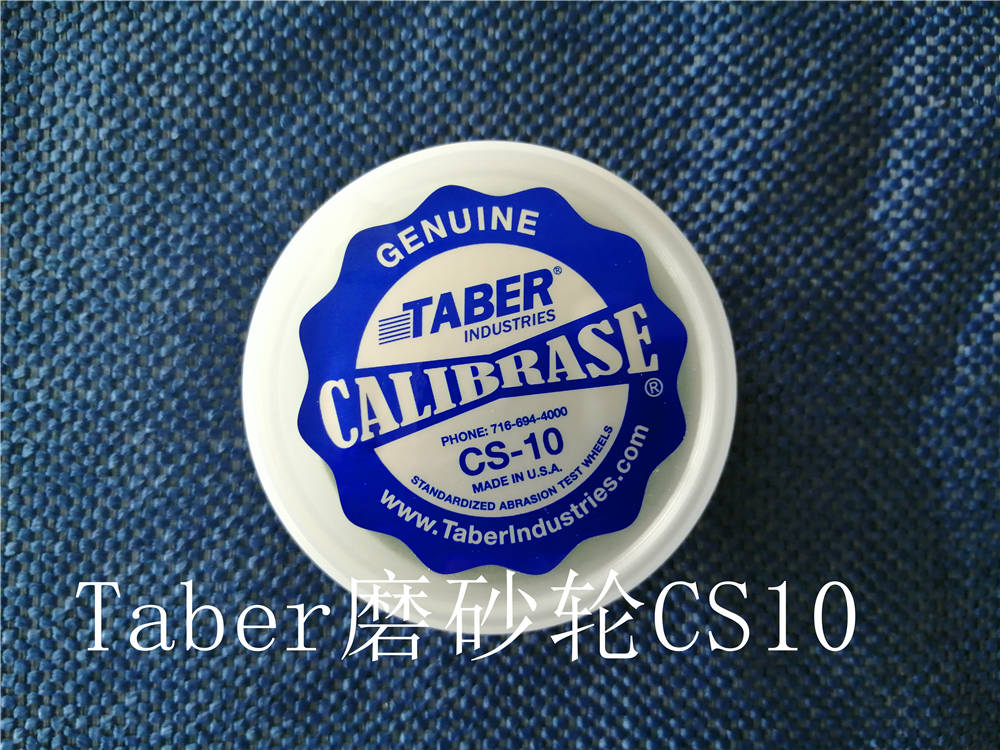 GENUINE
TABER®
INDUSTRIES
CALIBRASE®
PHONE: 716-694-4000
CS-10
MADE IN U.S.A.
STANDARDIZED ABRASION TEST WHEELS
www.TaberIndustries.com
Taber磨砂轮CS10